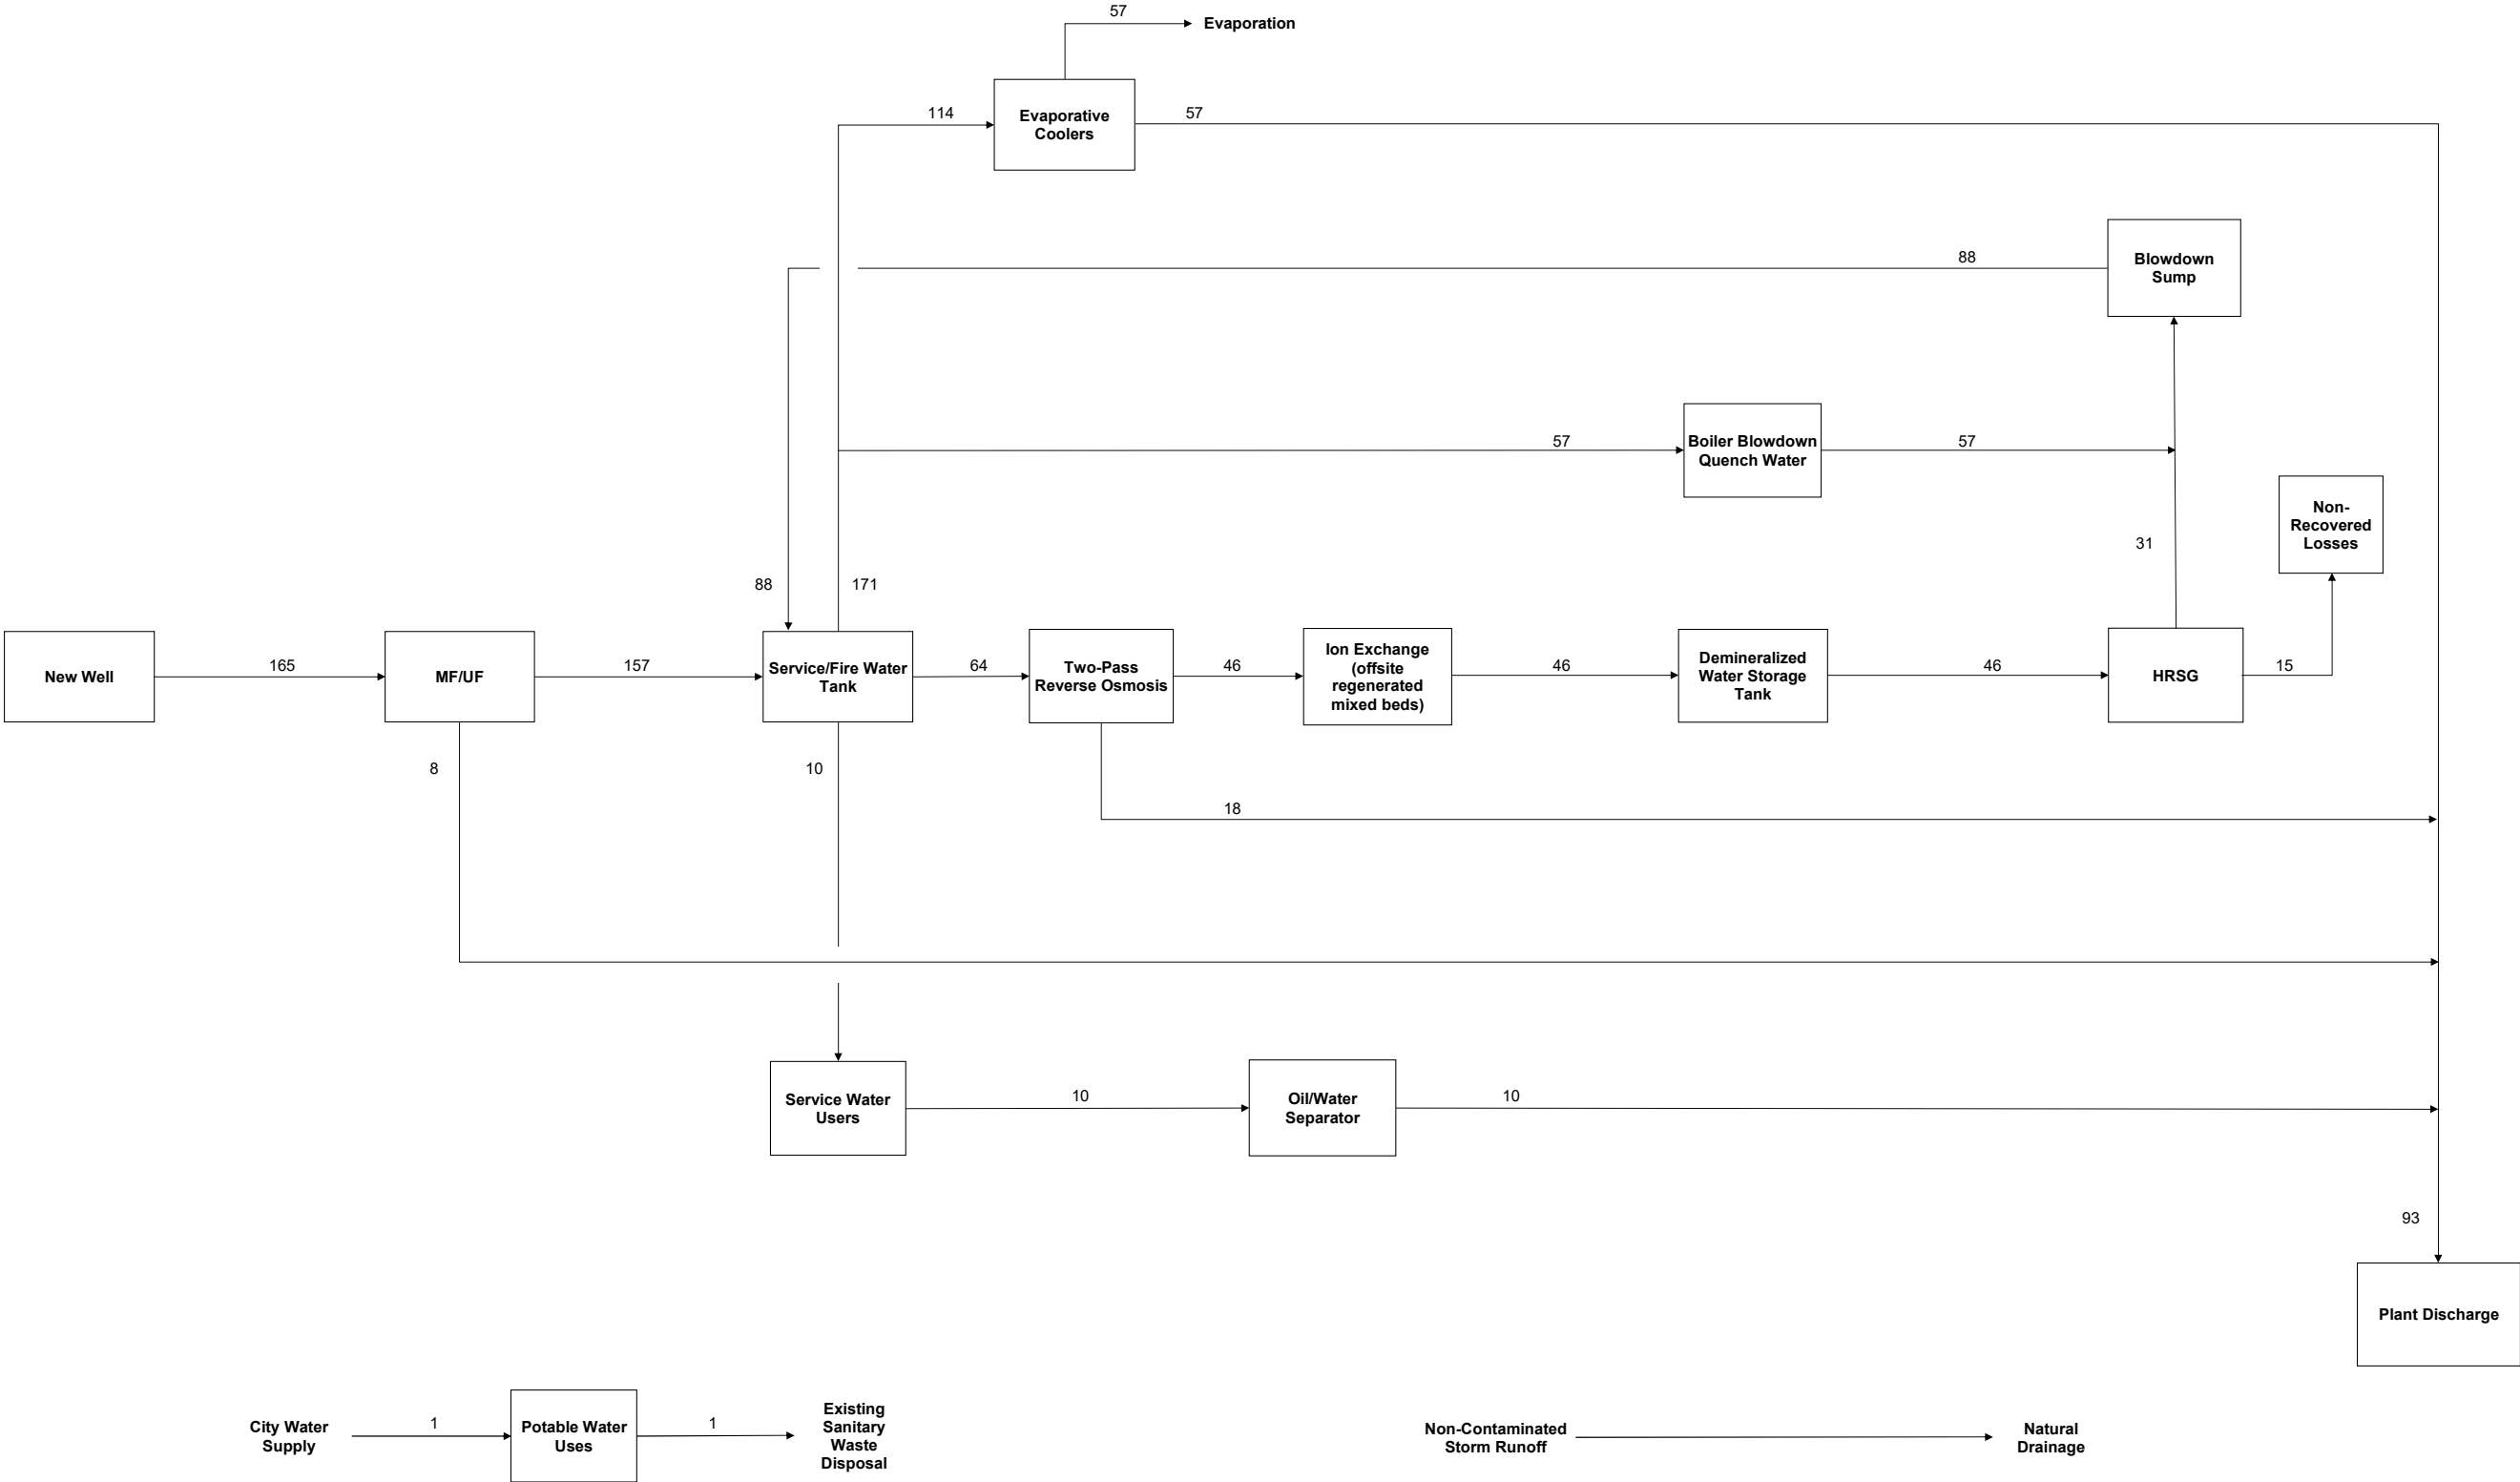 57
Evaporation
114
Evaporative
Coolers
57
88
Blowdown
Sump
57
Boiler Blowdown
Quench Water
57
Non-
Recovered
Losses
31
88
171
New Well
165
MF/UF
157
Service/Fire Water
Tank
64
Two-Pass
Reverse Osmosis
46
Ion Exchange
(offsite
regenerated
mixed beds)
46
Demineralized
Water Storage
Tank
46
HRSG
15
8
10
18
Service Water
Users
10
Oil/Water
Separator
10
93
Plant Discharge
City Water
Supply
1
Potable Water
Uses
1
Existing
Sanitary
Waste
Disposal
Non-Contaminated
Storm Runoff
Natural
Drainage